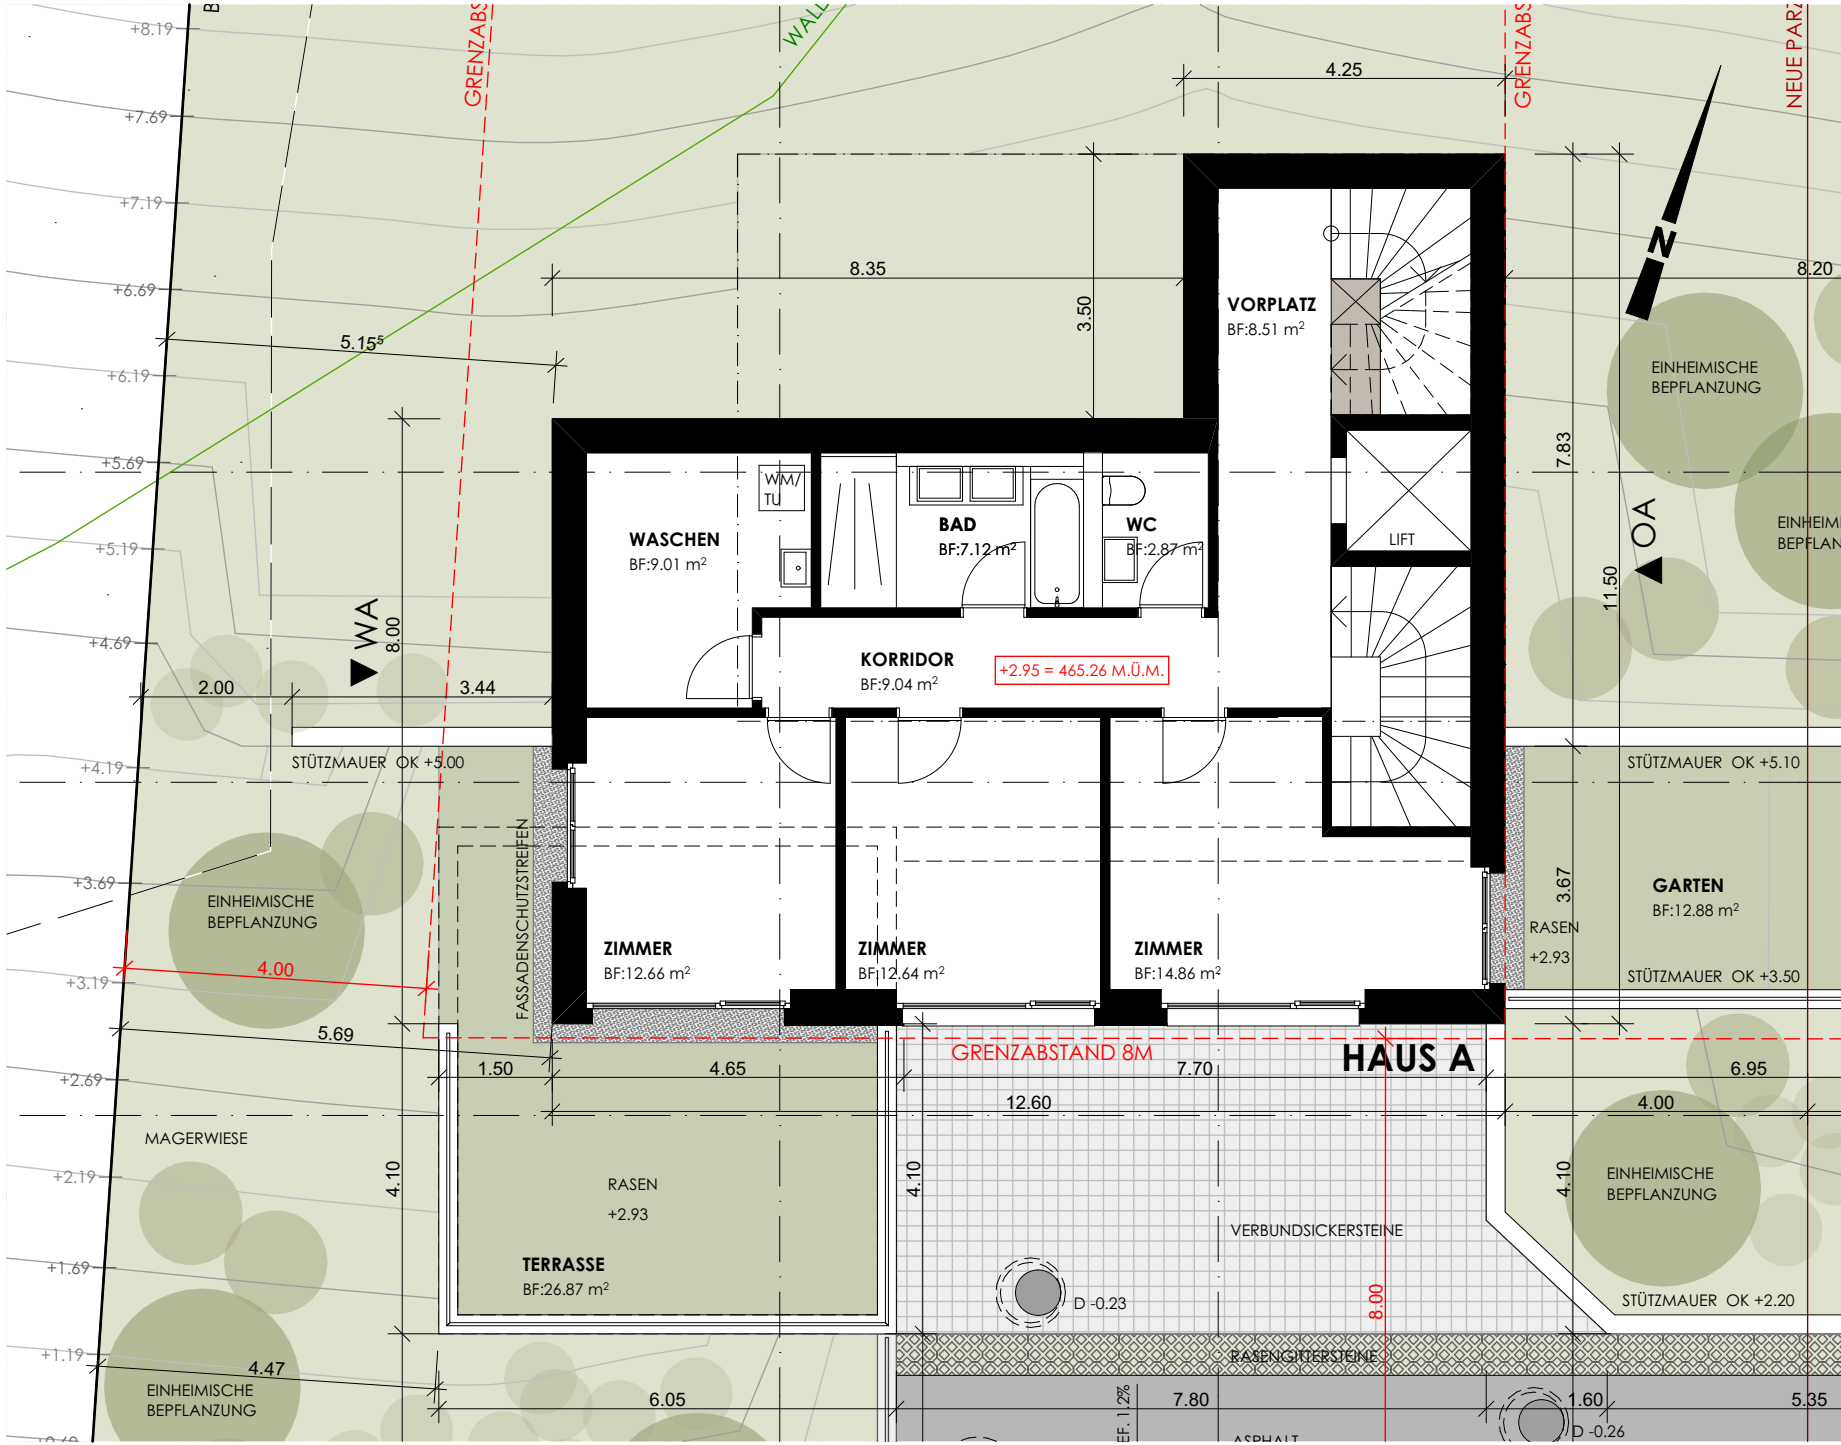 +8.19
B
GRENZABS
WALL
4.25
GRENZABS
NEUE PARZ
+7.69
+7.19
N
8.35
8.20
+6.69
3.50
VORPLATZ
BF:8.51 m²
5.15⁵
+6.19
EINHEIMISCHE
BEPFLANZUNG
7.83
+5.69
WM/
TU
BAD
BF:7.12 m²
WC
BF:2.87 m²
WASCHEN
BF:9.01 m²
LIFT
OA
EINHEIMI
BEPFLAN
+5.19
11.50
WA
8.00
+4.69
KORRIDOR
BF:9.04 m²
+2.95 = 465.26 M.Ü.M.
2.00
3.44
STÜTZMAUER OK +5.00
+4.19
STÜTZMAUER OK +5.10
FASSADENSCHUTZSTREIFEN
+3.69
EINHEIMISCHE
BEPFLANZUNG
3.67
GARTEN
BF:12.88 m²
ZIMMER
BF:12.66 m²
ZIMMER
BF:12.64 m²
ZIMMER
BF:14.86 m²
RASEN
+2.93
4.00
+3.19
STÜTZMAUER OK +3.50
5.69
GRENZABSTAND 8M
HAUS A
1.50
4.65
7.70
6.95
+2.69
12.60
4.00
MAGERWIESE
4.10
4.10
4.10
+2.19
RASEN
+2.93
EINHEIMISCHE
BEPFLANZUNG
VERBUNDSICKERSTEINE
TERRASSE
BF:26.87 m²
+1.69
D -0.23
8.00
STÜTZMAUER OK +2.20
+1.19
4.47
RASENGITTERSTEINE
EINHEIMISCHE
BEPFLANZUNG
6.05
EF. 1.2%
7.80
1.60
5.35
D -0.26
ASPHALT